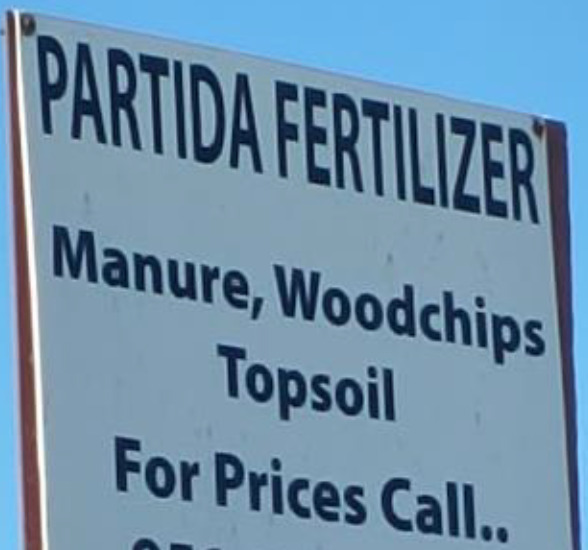 PARTIDA FERTILIZER
Manure, Woodchips
Topsoil
For Prices Call..